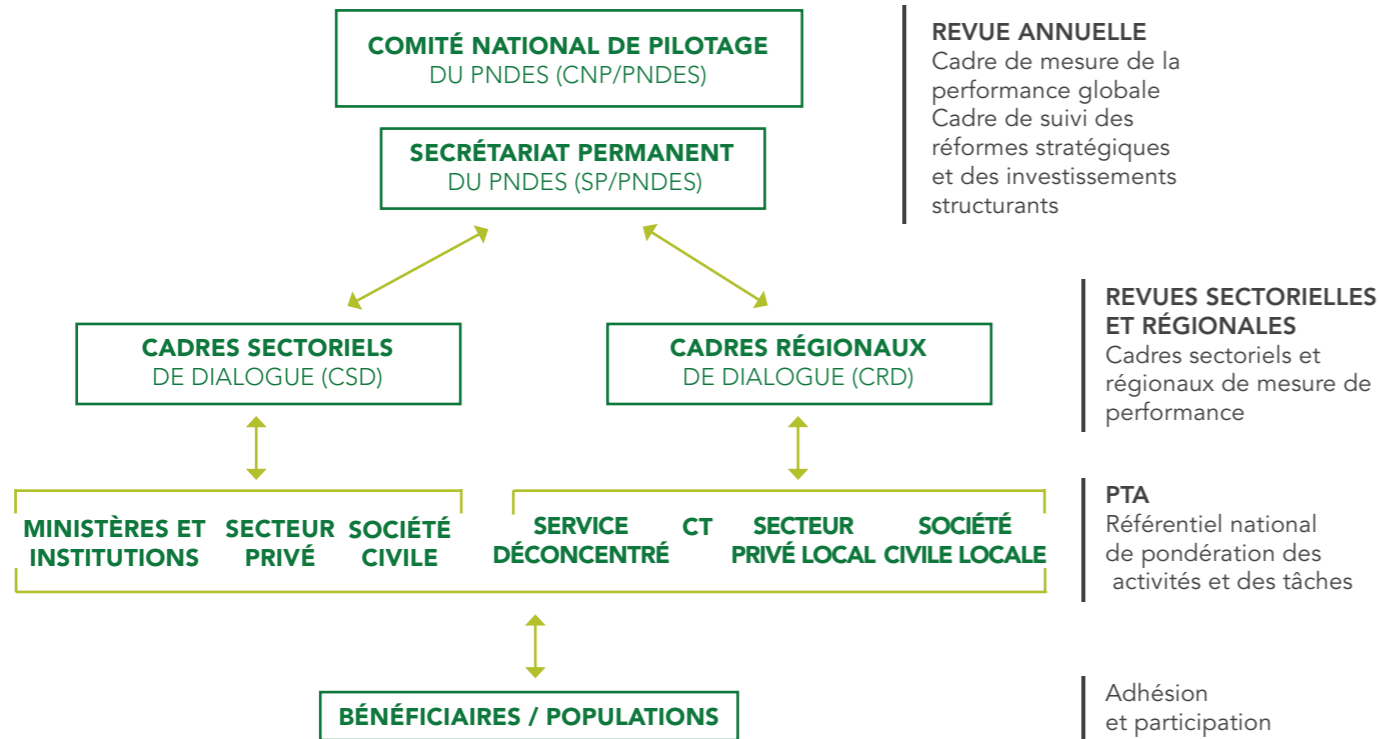 COMITÉ NATIONAL DE PILOTAGE
DU PNDES (CNP/PNDES)
SECRÉTARIAT PERMANENT
DU PNDES (SP/PNDES)
REVUE ANNUELLE
Cadre de mesure de la
performance globale
Cadre de suivi des
réformes stratégiques
et des investissements
structurants
CADRES SECTORIELS
DE DIALOGUE (CSD)
CADRES RÉGIONAUX
DE DIALOGUE (CRD)
REVUES SECTORIELLES
ET RÉGIONALES
Cadres sectoriels et
régionaux de mesure de
performance
MINISTÈRES ET
INSTITUTIONS
SECTEUR
PRIVÉ
SOCIÉTÉ
CIVILE
SERVICE
DÉCONCENTRÉ
CT
SECTEUR
PRIVÉ LOCAL
SOCIÉTÉ
CIVILE LOCALE
PTA
Référentiel national
de pondération des
activités et des tâches
BÉNÉFICIAIRES / POPULATIONS
Adhésion
et participation